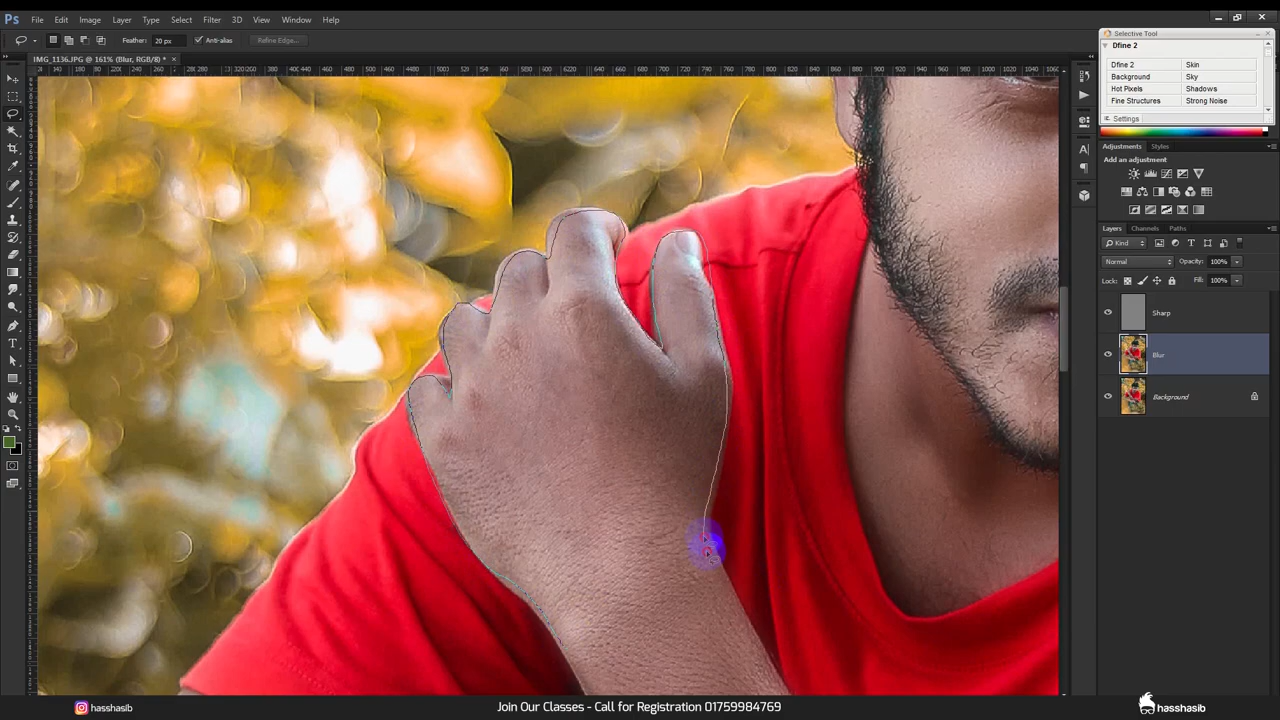 Ps File Edit Image Layer Type Select Filter 3D View Window Help
Feather: 20 px Anti-alias Refine Edge...
IMG_1136.JPG @ 161% (Blur, RGB/8) * ×
Selective Tool
Dfine 2
Dfine 2 Skin
Background Sky
Hot Pixels Shadows
Fine Structures Strong Noise
Settings
Adjustments Styles
Add an adjustment
Layers Channels Paths
Kind
Normal Opacity: 100%
Lock: Fill: 100%
Sharp
Blur
Background
hasshasib
Join Our Classes - Call for Registration 01759984769
hasshasib